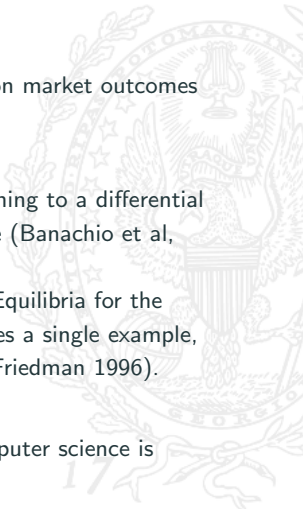 on market outcomes
ning to a differential
(Banachio et al,
Equilibria for the
es a single example,
Friedman 1996).
puter science is
17